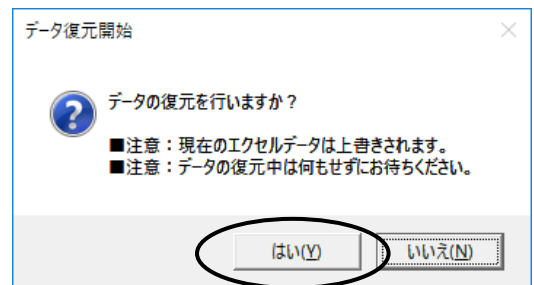 データ復元開始
データの復元を行いますか？
■注意：現在のエクセルデータは上書きされます。
■注意：データの復元中は何もせずにお待ちください。
はい(Y)
いいえ(N)